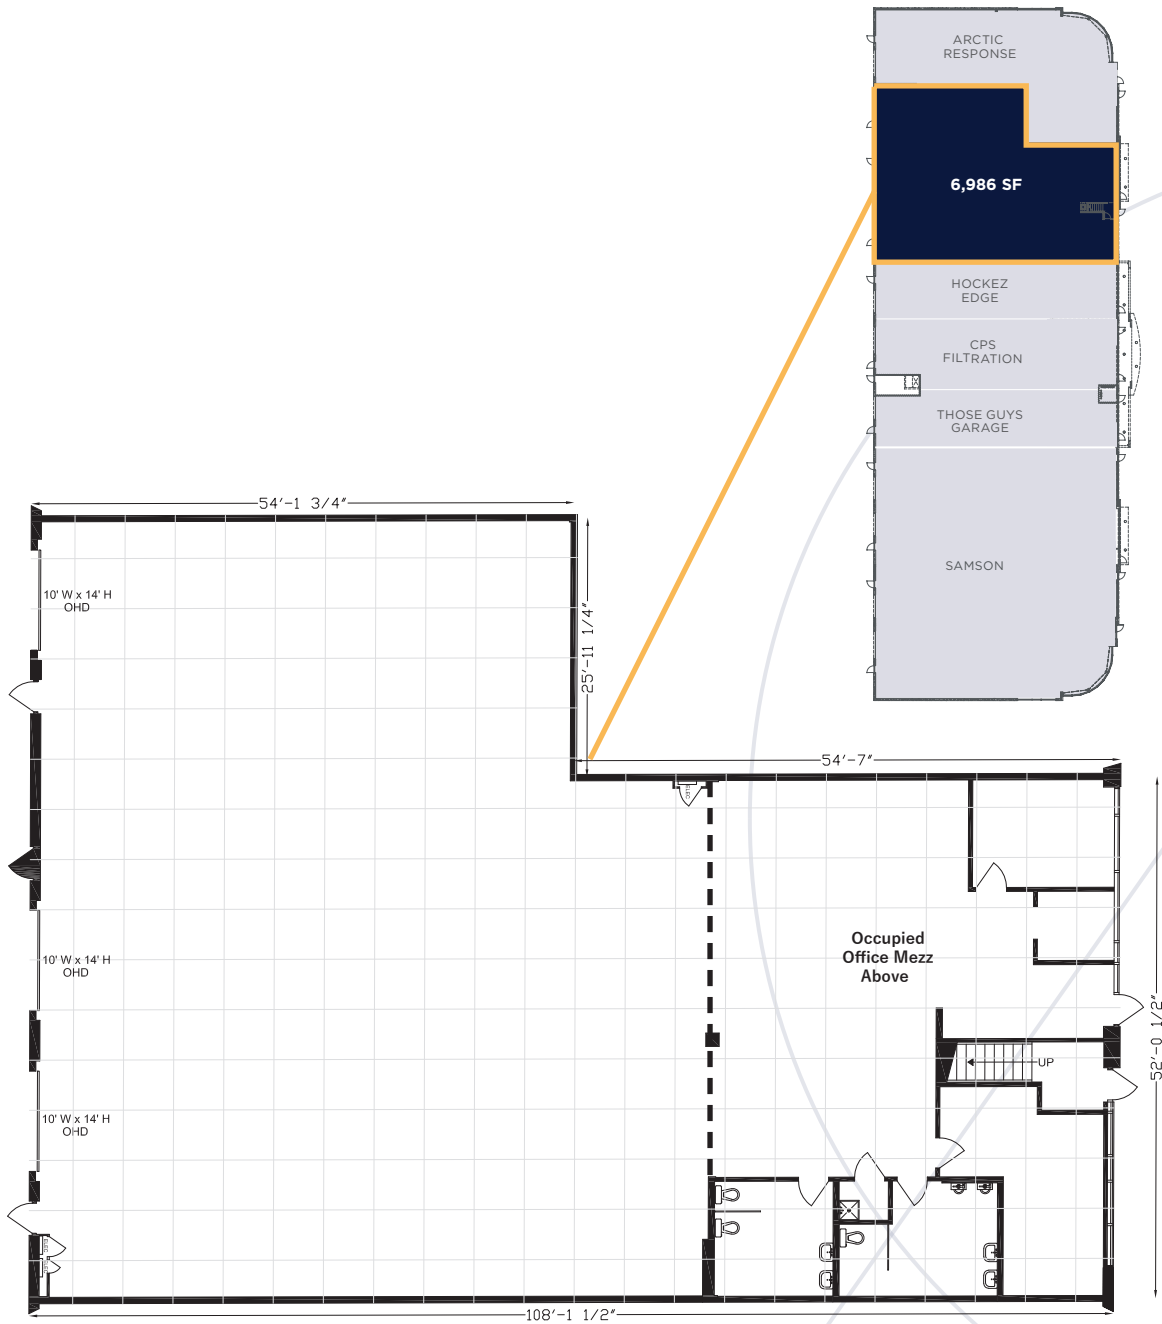 ARCTIC
RESPONSE
6,986 SF
HOCKEZ
EDGE
CPS
FILTRATION
THOSE GUYS
GARAGE
SAMSON
54'-1 3/4"
25'-11 1/4"
10' W x 14' H
OHD
54'-7"
ELEC
10' W x 14' H
OHD
Occupied
Office Mezz
Above
52'-0 1/2"
UP
10' W x 14' H
OHD
ELEC
108'-1 1/2"